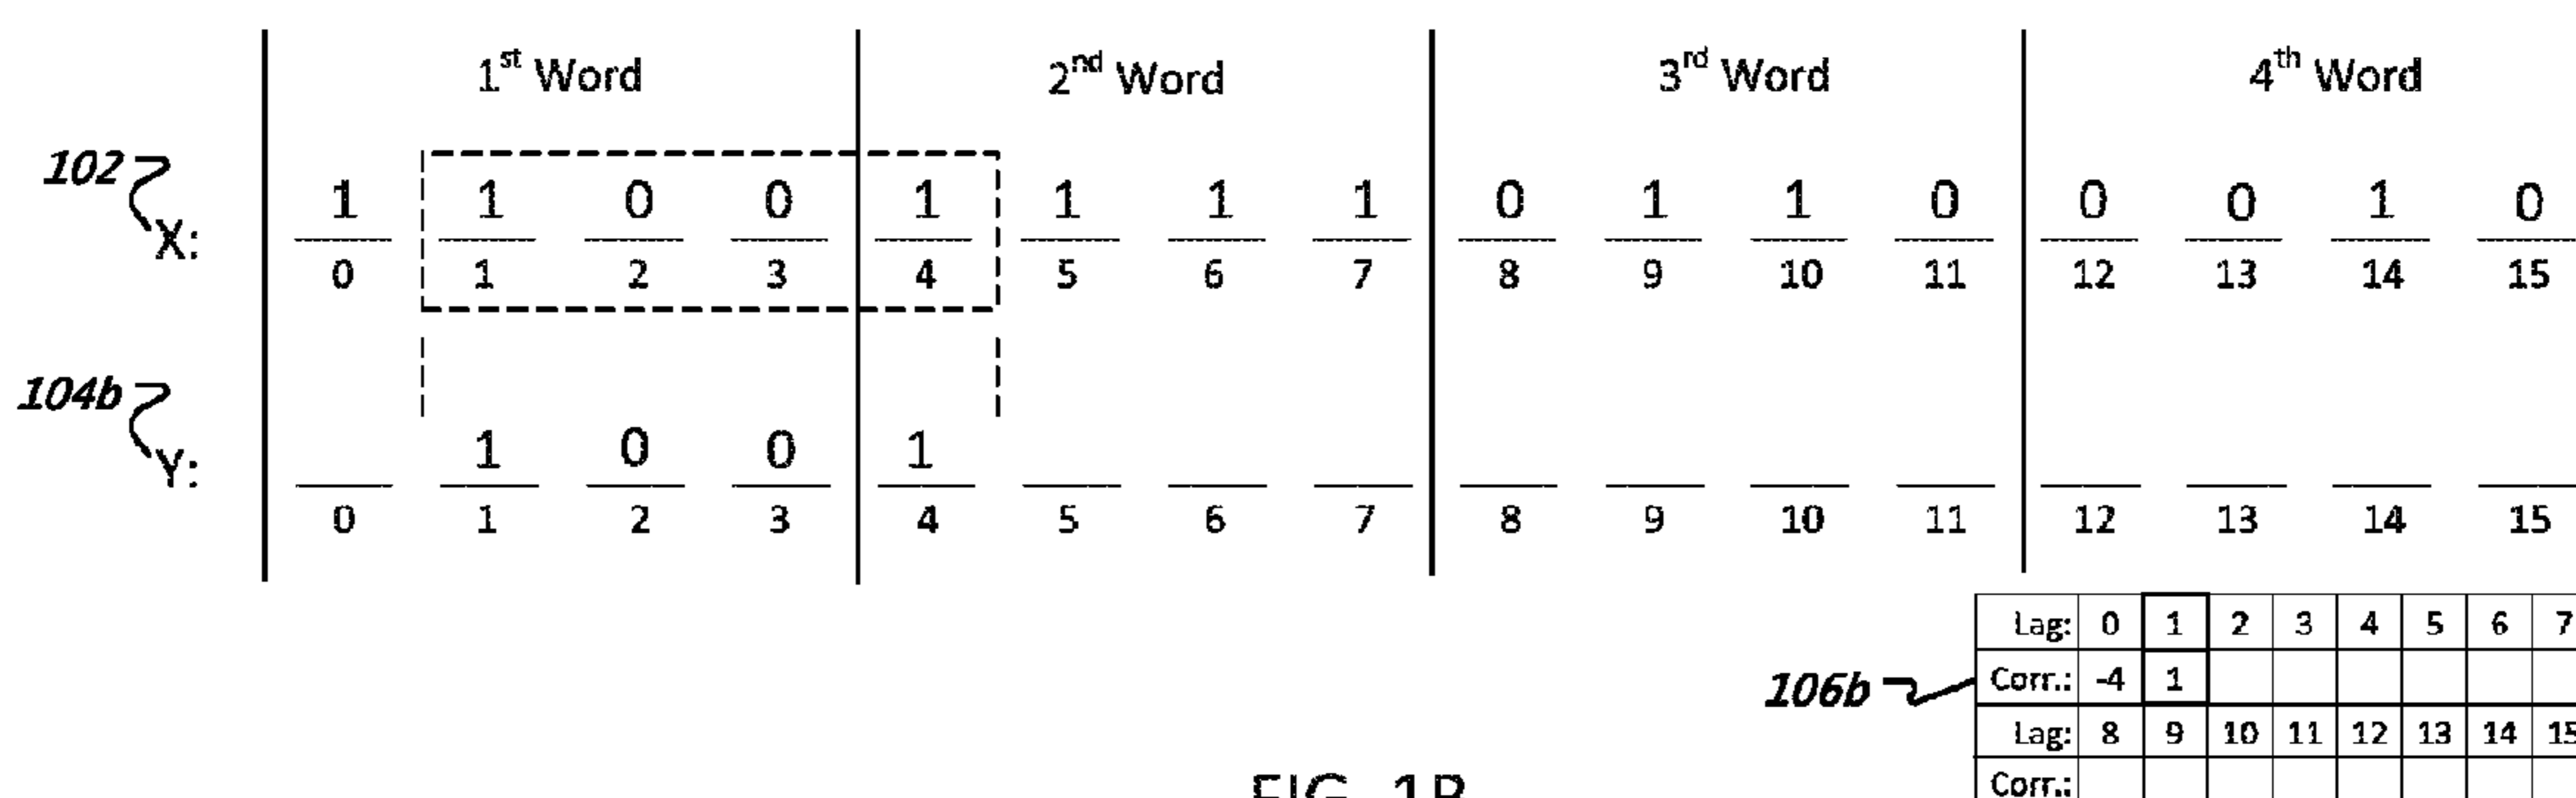 1st Word 2nd Word 3rd Word 4th Word
102
X: 1 1 0 0 1 1 1 1 0 1 1 0 0 0 1 0
0 1 2 3 4 5 6 7 8 9 10 11 12 13 14 15
104b
Y: 1 0 0 1
0 1 2 3 4 5 6 7 8 9 10 11 12 13 14 15
Lag: 0 1 2 3 4 5 6 7
106b Corr.: -4 1
Lag: 8 9 10 11 12 13 14 15
Corr.:
FIG. 1B